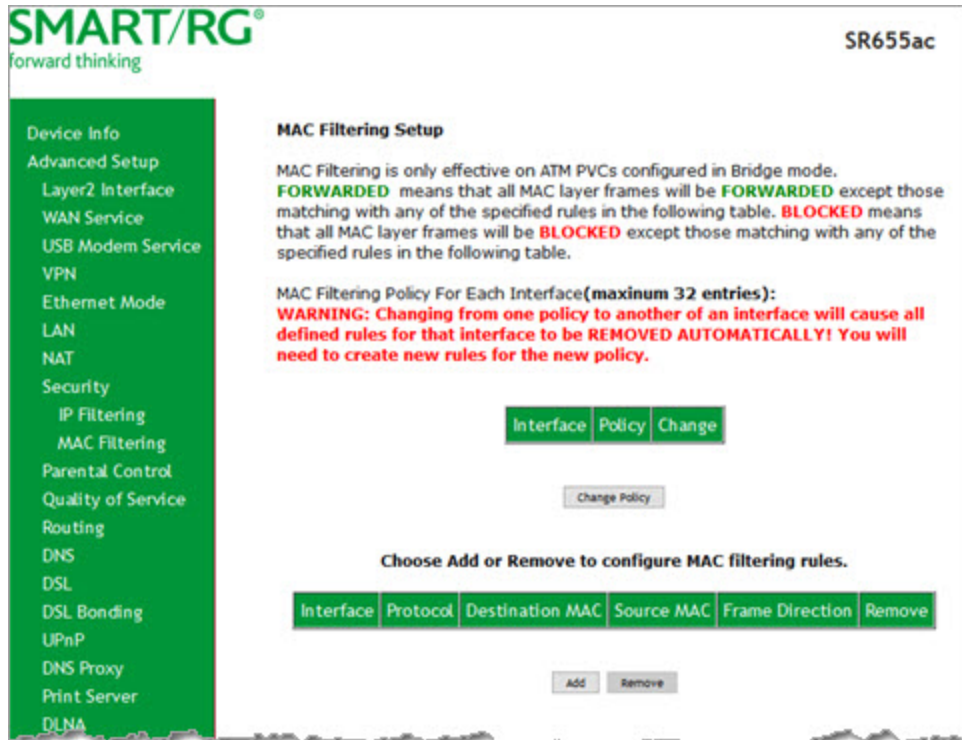 SMART/RG®
forward thinking
SR655ac
Device Info
Advanced Setup
Layer2 Interface
WAN Service
USB Modem Service
VPN
Ethernet Mode
LAN
NAT
Security
IP Filtering
MAC Filtering
Parental Control
Quality of Service
Routing
DNS
DSL
DSL Bonding
UPnP
DNS Proxy
Print Server
DLNA
MAC Filtering Setup
MAC Filtering is only effective on ATM PVCs configured in Bridge mode.
FORWARDED means that all MAC layer frames will be FORWARDED except those
matching with any of the specified rules in the following table. BLOCKED means
that all MAC layer frames will be BLOCKED except those matching with any of the
specified rules in the following table.
MAC Filtering Policy For Each Interface(maxinum 32 entries):
WARNING: Changing from one policy to another of an interface will cause all
defined rules for that interface to be REMOVED AUTOMATICALLY! You will
need to create new rules for the new policy.
Interface Policy Change
Change Policy
Choose Add or Remove to configure MAC filtering rules.
Interface Protocol Destination MAC Source MAC Frame Direction Remove
Add Remove